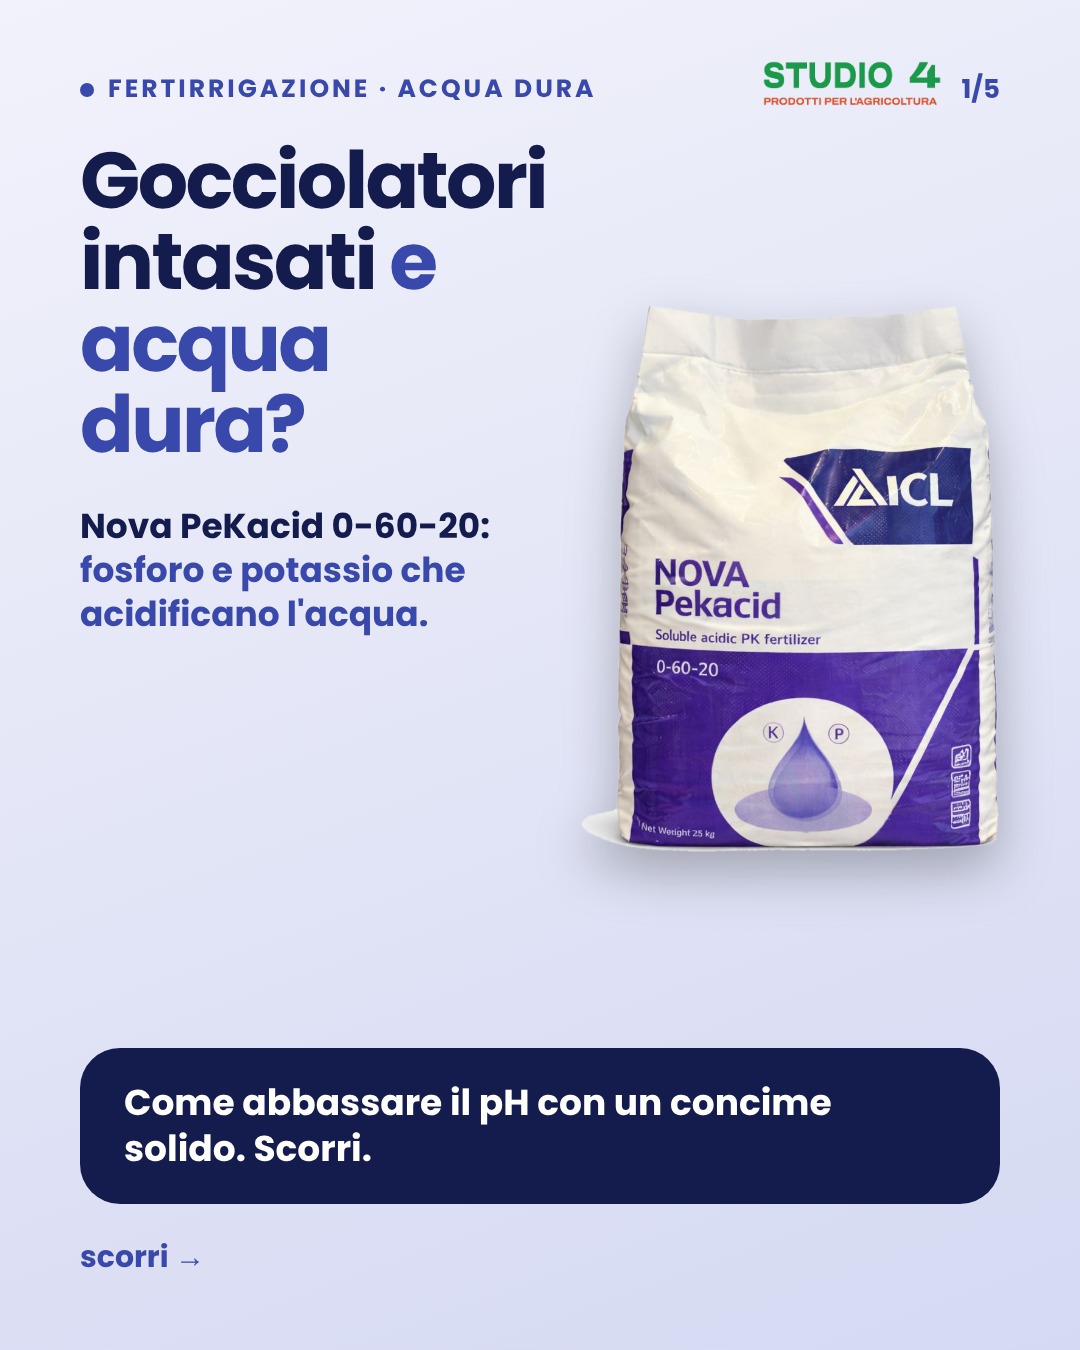 FERTIRRIGAZIONE · ACQUA DURA
STUDIO 4
PRODOTTI PER L'AGRICOLTURA
1/5
Gocciolatori
intasati e
acqua
dura?
Nova PeKacid 0-60-20:
fosforo e potassio che
acidificano l'acqua.
ICL
NOVA
Pekacid
Soluble acidic PK fertilizer
0-60-20
K
P
Net Weright 25 kg
Come abbassare il pH con un concime
solido. Scorri.
scorri →